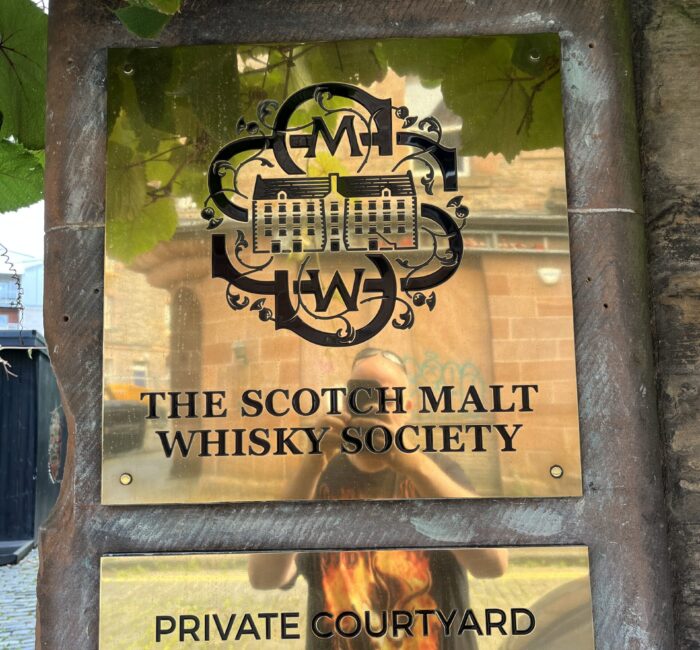 THE SCOTCH MALT
WHISKY SOCIETY
PRIVATE COURTYARD